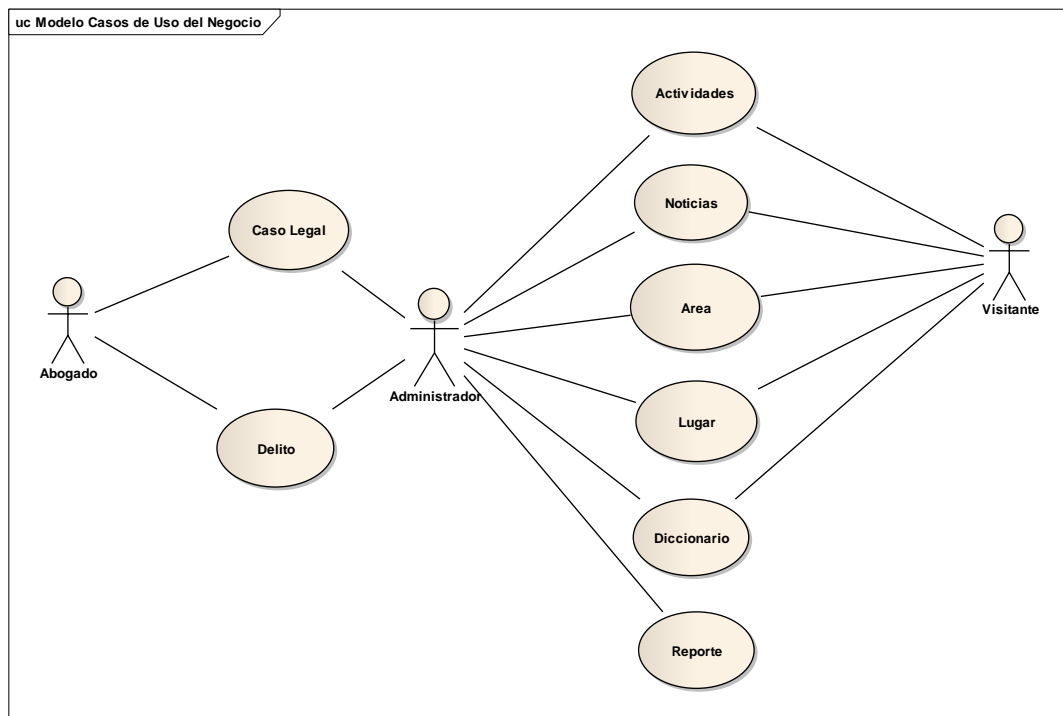 uc Modelo Casos de Uso del Negocio
Actividades
Noticias
Caso Legal
Visitante
Area
Abogado
Administrador
Lugar
Delito
Diccionario
Reporte